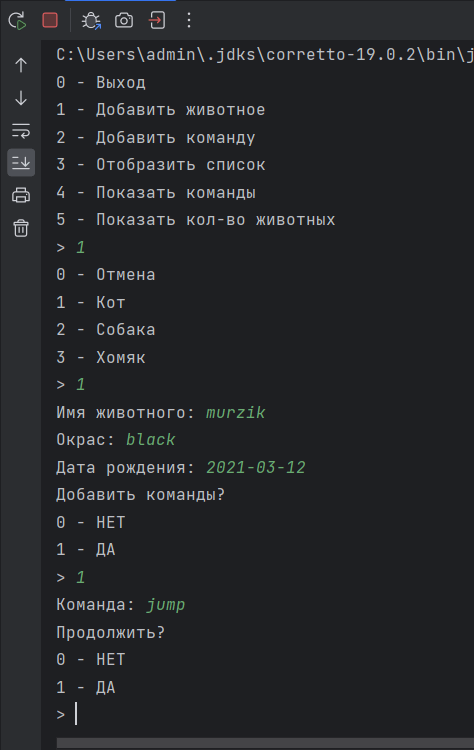 C:\Users\admin\.jdks\corretto-19.0.2\bin\j
0 - Выход
1 - Добавить животное
2 - Добавить команду
3 - Отобразить список
4 - Показать команды
5 - Показать кол-во животных
> 1
0 - Отмена
1 - Кот
2 - Собака
3 - Хомяк
> 1
Имя животного: murzik
Окрас: black
Дата рождения: 2021-03-12
Добавить команды?
0 - НЕТ
1 - ДА
> 1
Команда: jump
Продолжить?
0 - НЕТ
1 - ДА
>